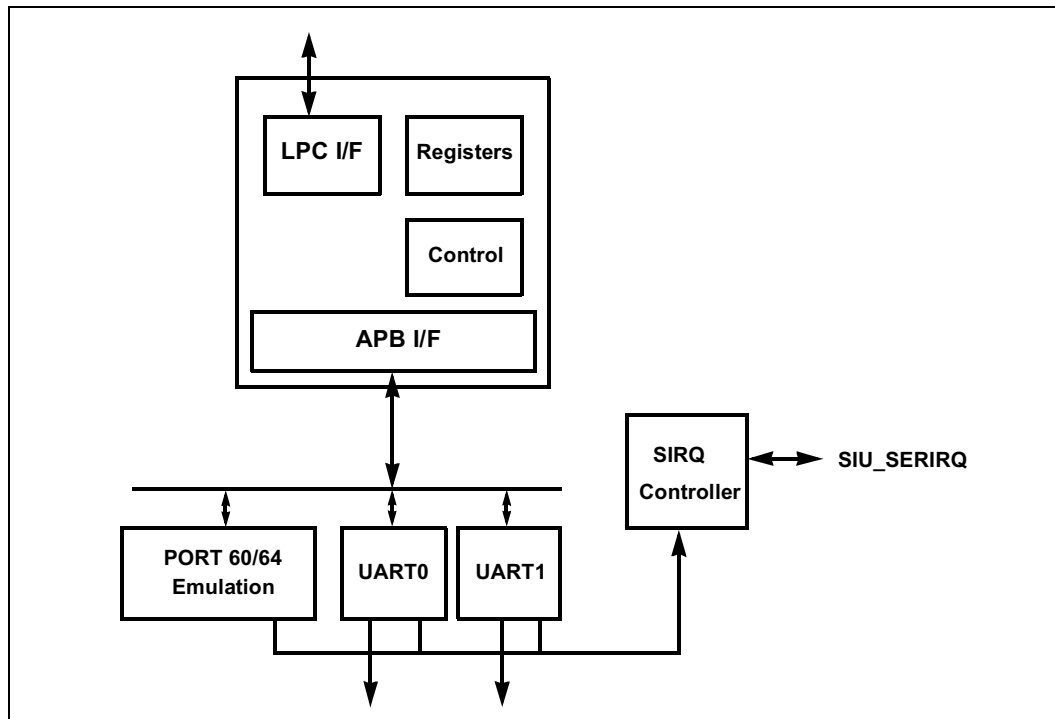 LPC I/F
Registers
Control
APB I/F
SIRQ
Controller
SIU_SERIRQ
PORT 60/64
Emulation
UART0
UART1